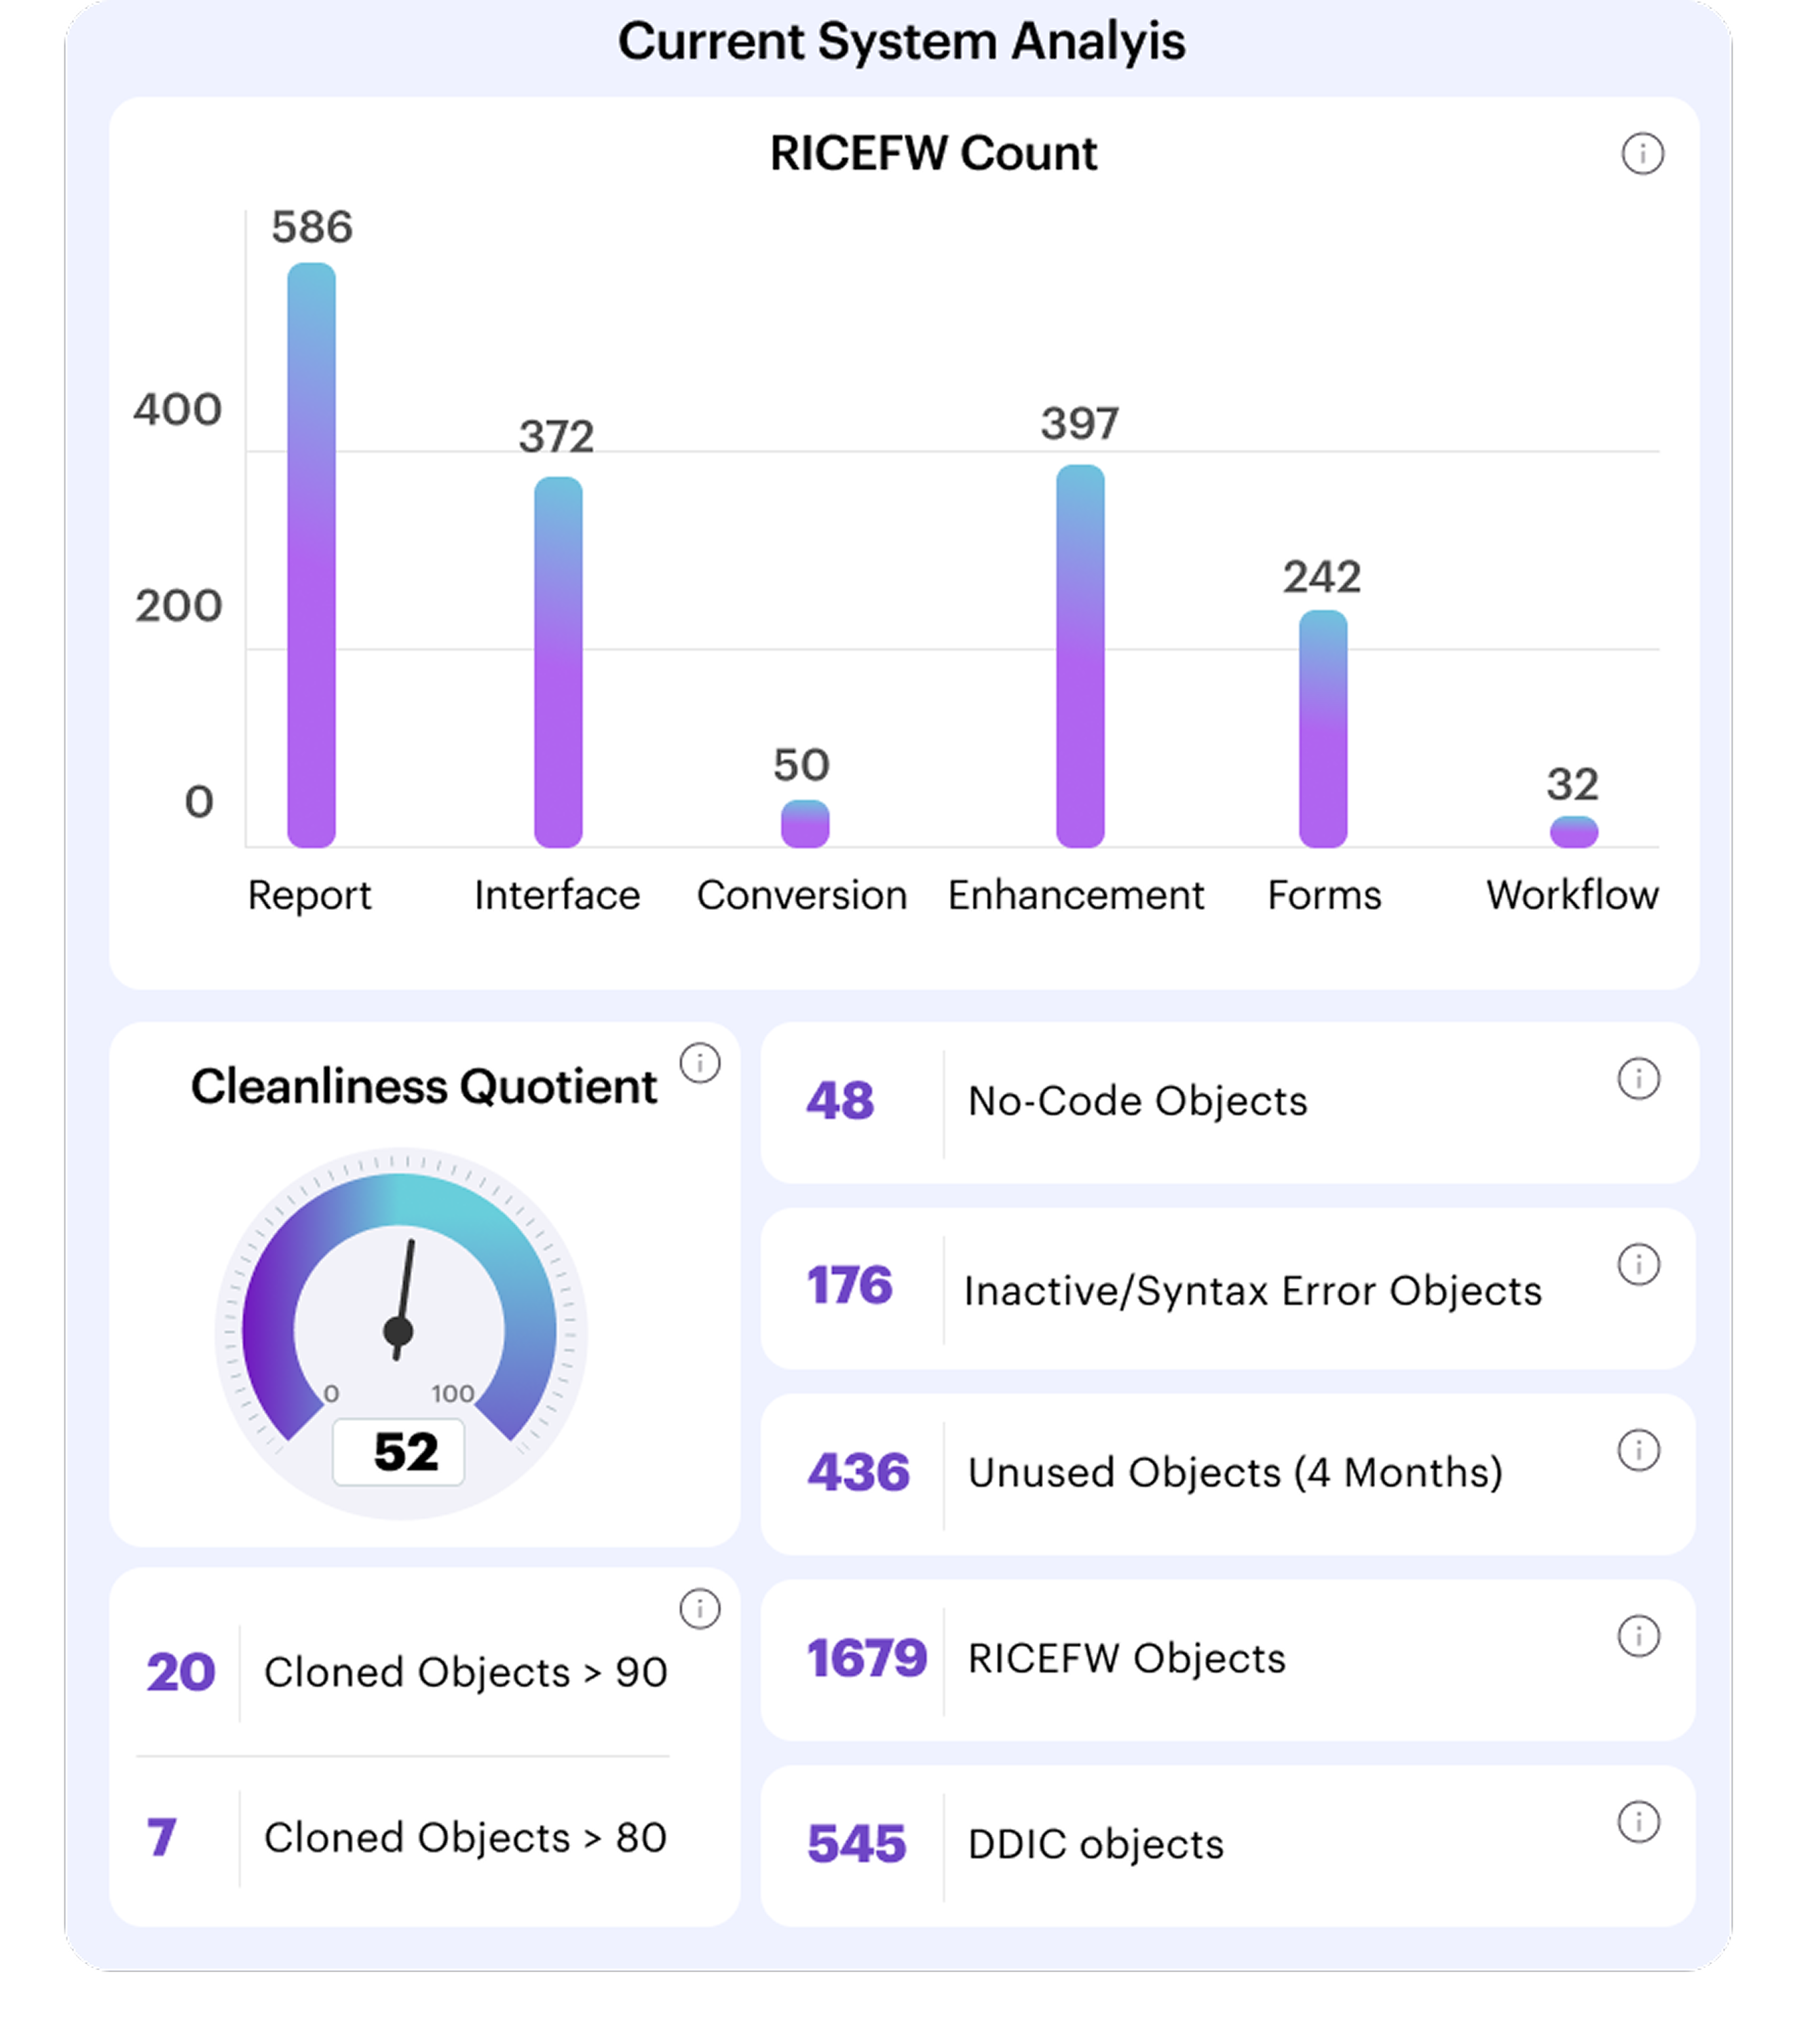 Current System Analyis
RICEFW Count
586
400
372
397
200
242
50
32
0
Report
Interface
Conversion
Enhancement
Forms
Workflow
Cleanliness Quotient
0
100
52
20
Cloned Objects > 90
7
Cloned Objects > 80
48
No-Code Objects
176
Inactive/Syntax Error Objects
436
Unused Objects (4 Months)
1679
RICEFW Objects
545
DDIC objects